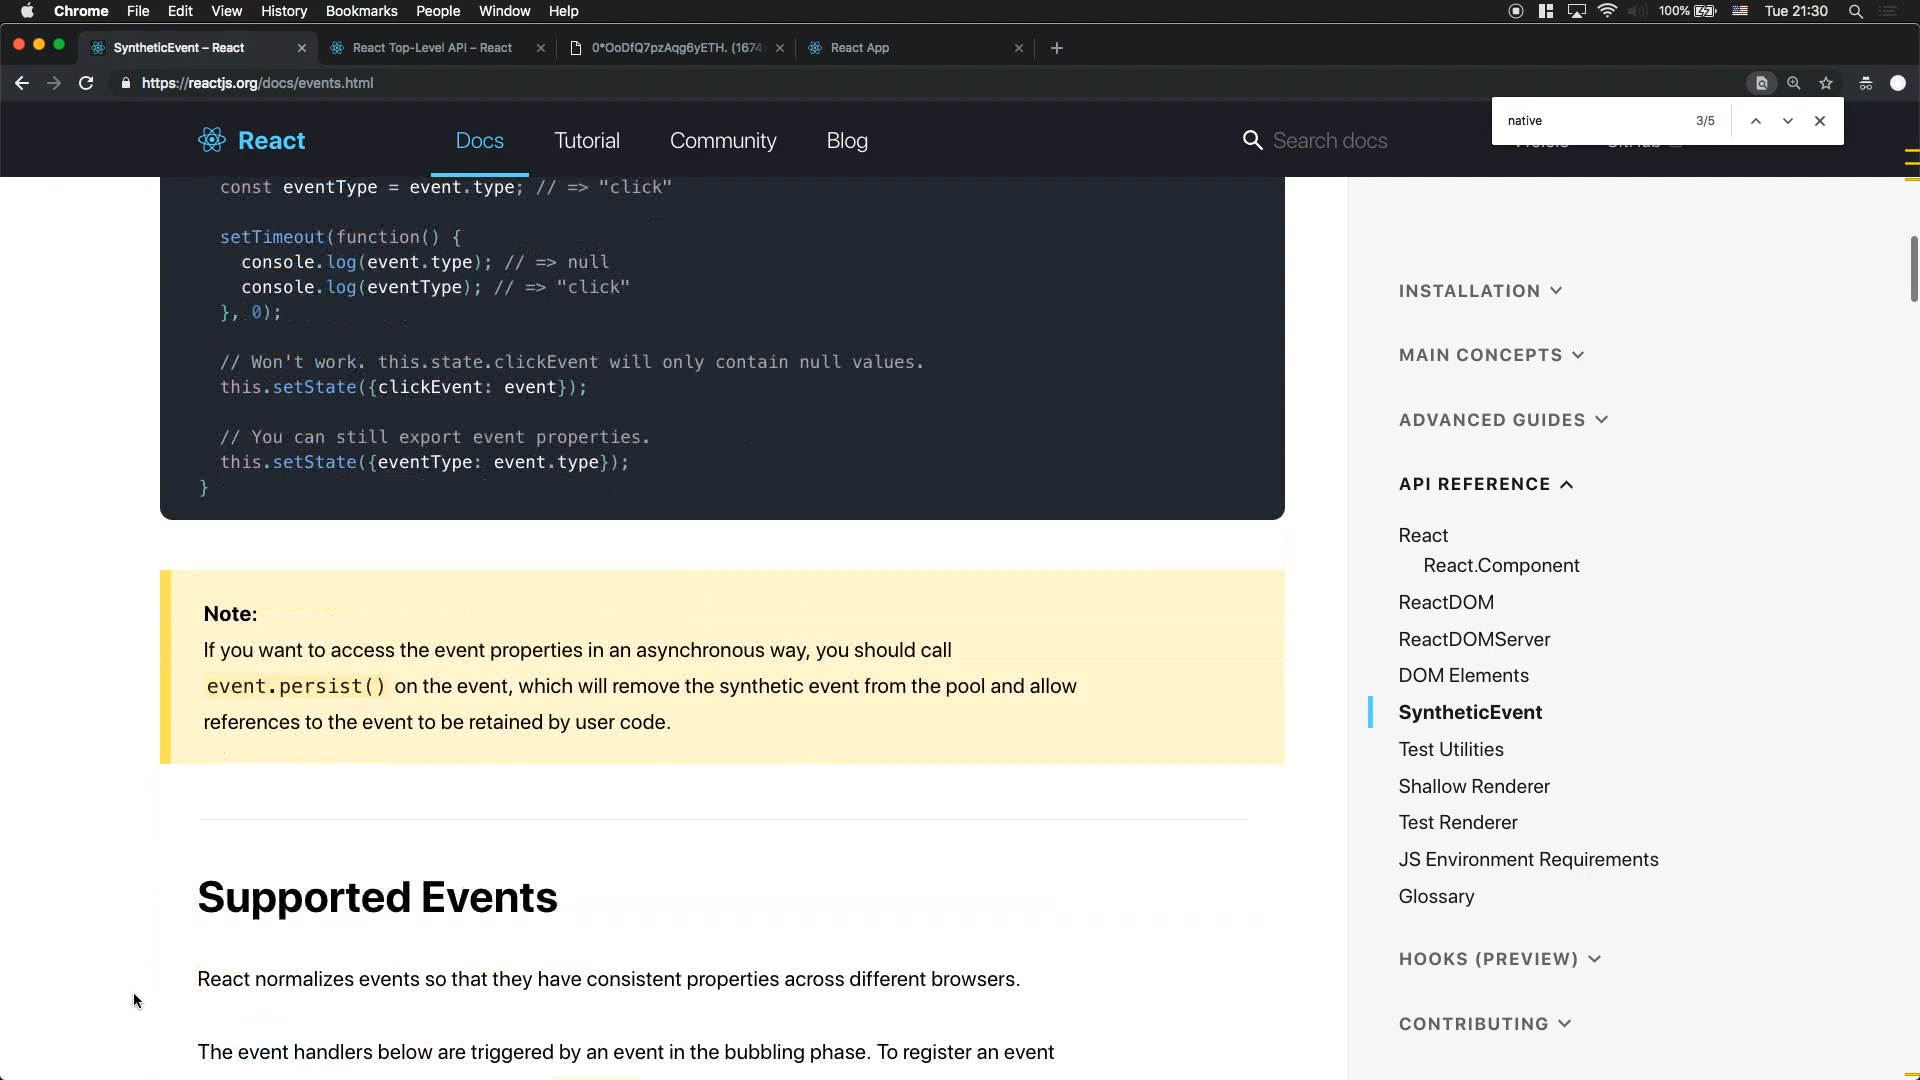 Chrome File Edit View History Bookmarks People Window Help 100% Tue 21:30
SyntheticEvent – React React Top-Level API – React 0*OoDfQ7pzAqg6yETH. (1674 React App
https://reactjs.org/docs/events.html
native 3/5
React Docs Tutorial Community Blog Search docs
const eventType = event.type; // => "click"
setTimeout(function() {
console.log(event.type); // => null
console.log(eventType); // => "click"
}, 0);
// Won't work. this.state.clickEvent will only contain null values.
this.setState({clickEvent: event});
// You can still export event properties.
this.setState({eventType: event.type});
}
Note:
If you want to access the event properties in an asynchronous way, you should call
event.persist() on the event, which will remove the synthetic event from the pool and allow
references to the event to be retained by user code.
Supported Events
React normalizes events so that they have consistent properties across different browsers.
The event handlers below are triggered by an event in the bubbling phase. To register an event
INSTALLATION
MAIN CONCEPTS
ADVANCED GUIDES
API REFERENCE
React
React.Component
ReactDOM
ReactDOMServer
DOM Elements
SyntheticEvent
Test Utilities
Shallow Renderer
Test Renderer
JS Environment Requirements
Glossary
HOOKS (PREVIEW)
CONTRIBUTING